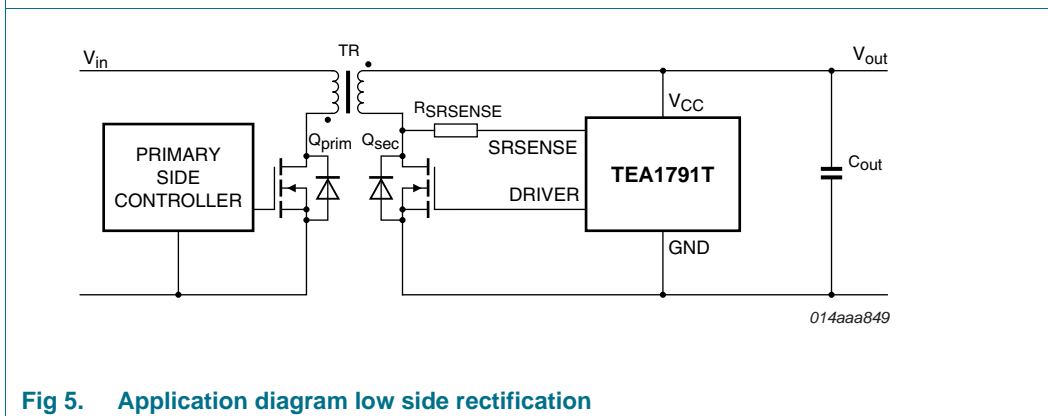 TR
Vin
Vout
VCC
RSRSENSE
Qprim
Qsec
SRSENSE
PRIMARY
SIDE
CONTROLLER
TEA1791T
Cout
DRIVER
GND
014aaa849
Fig 5. Application diagram low side rectification